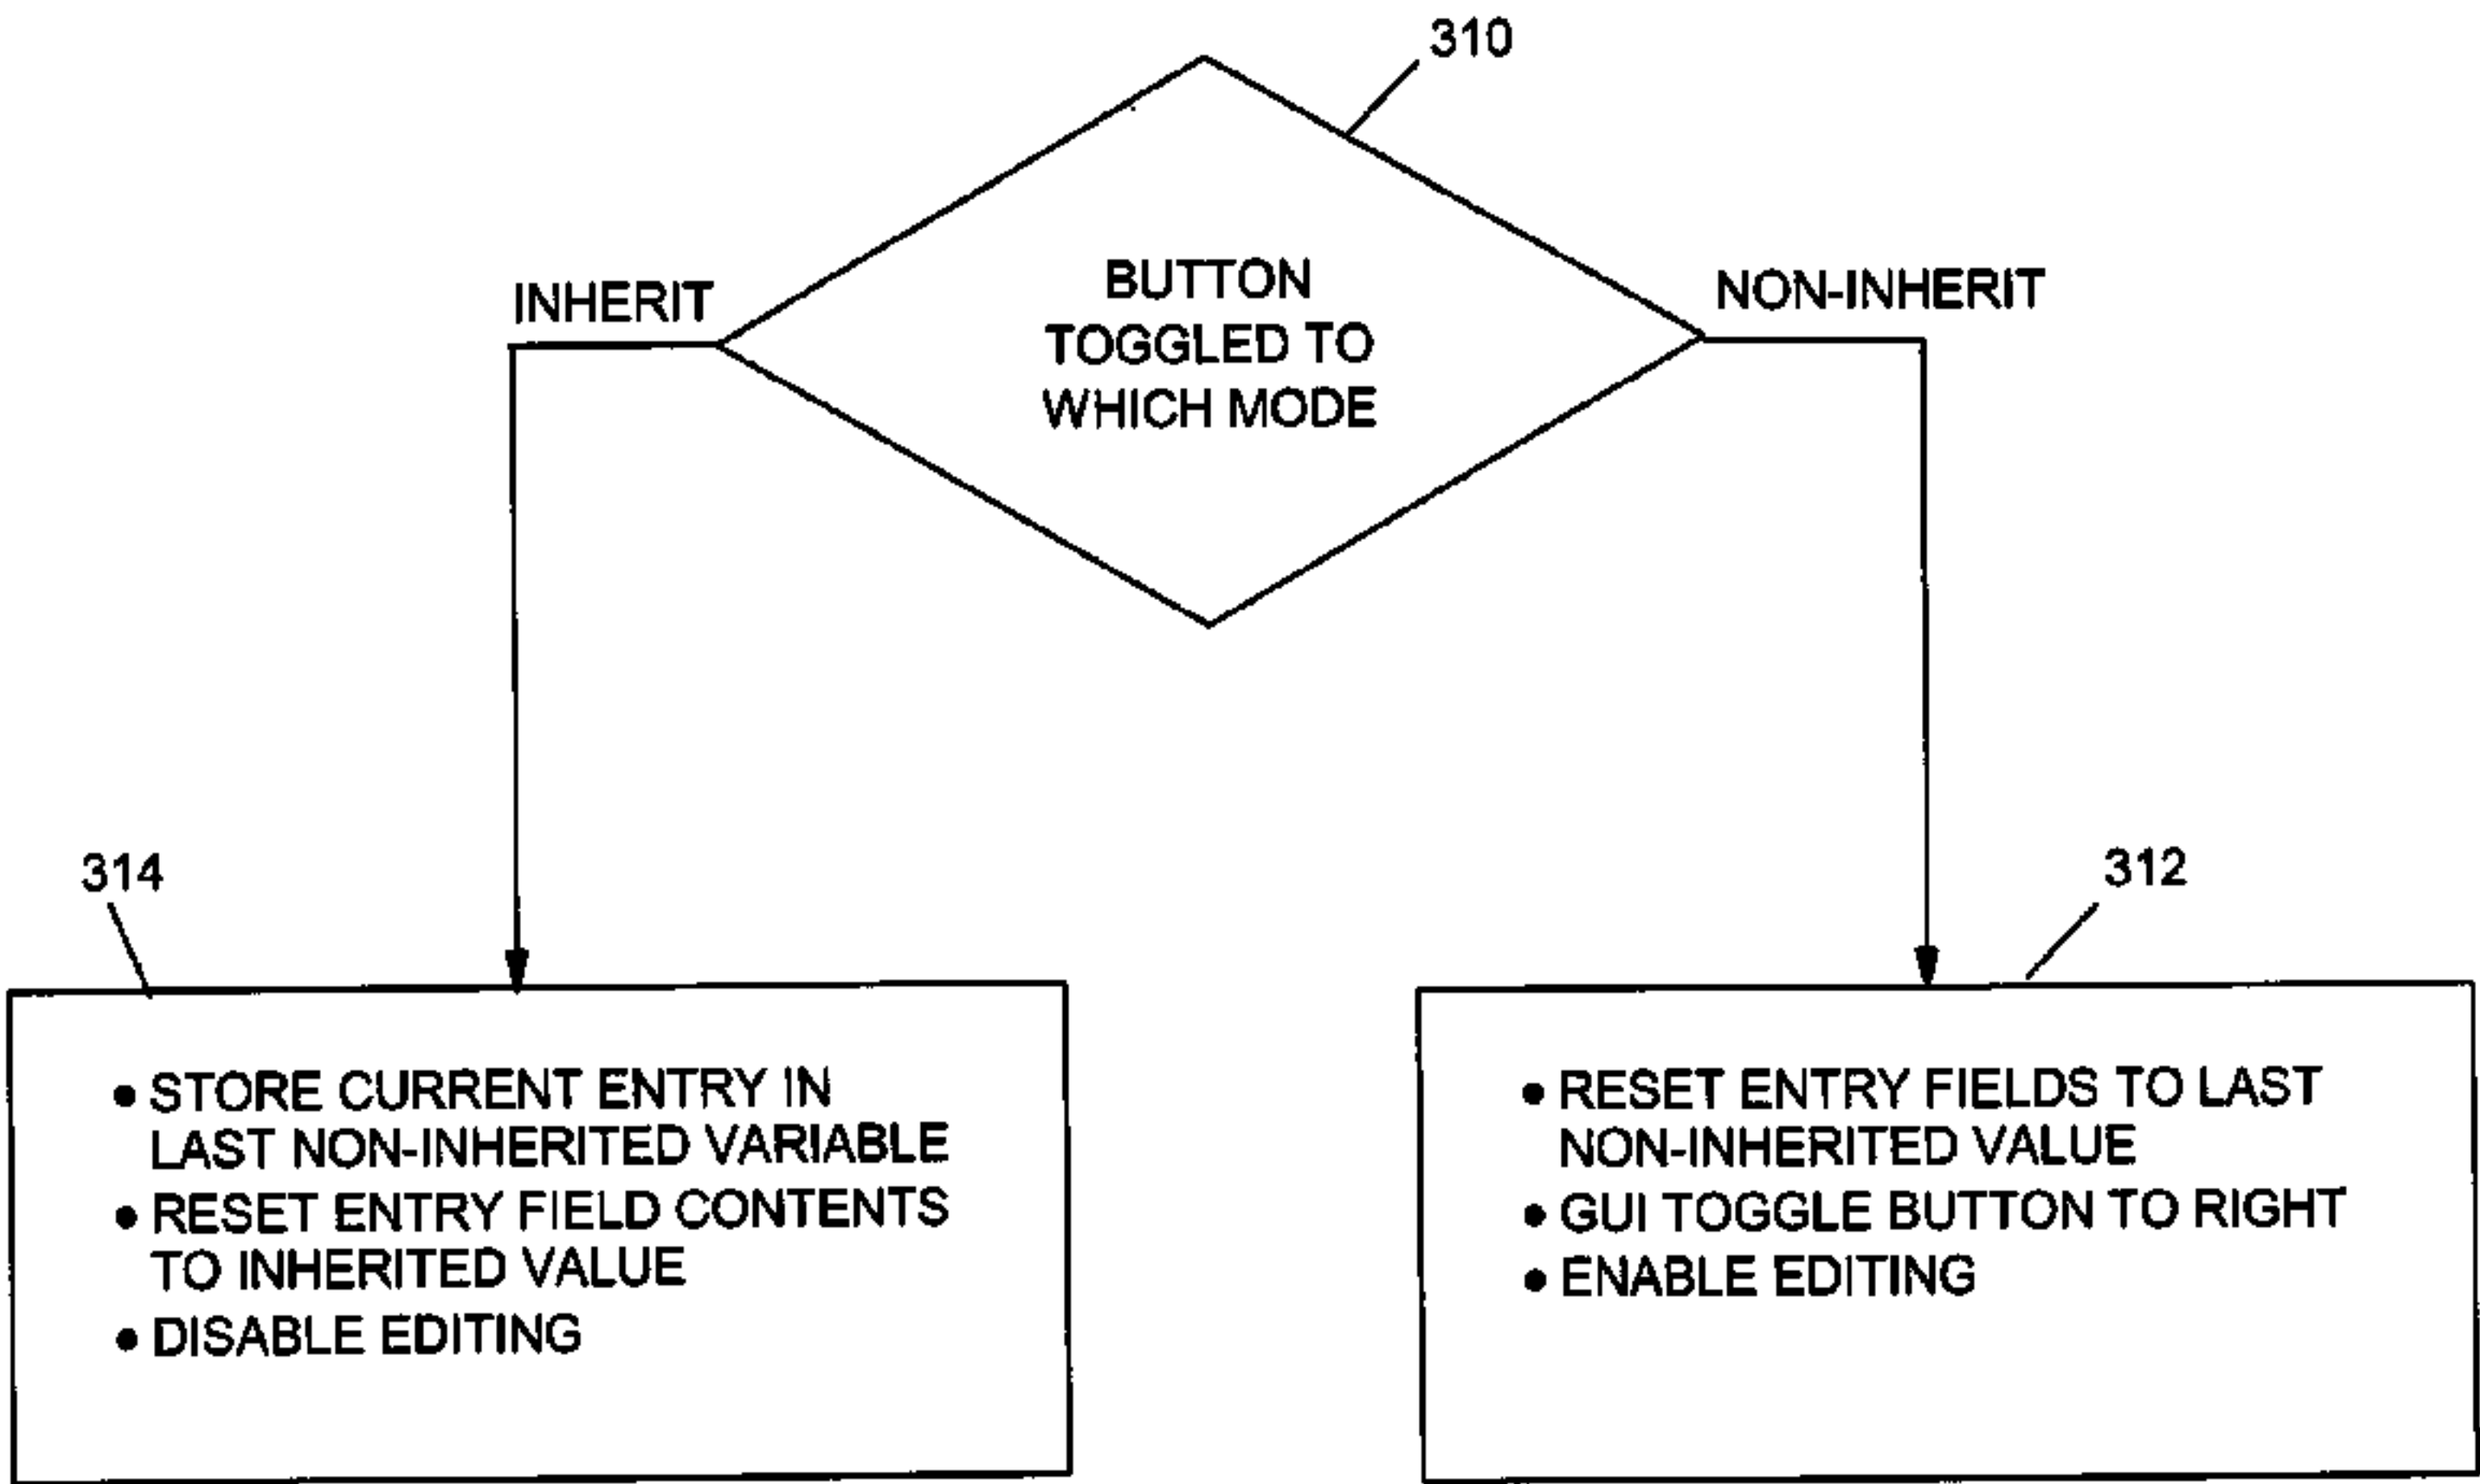 310
BUTTON
TOGGLED TO
WHICH MODE
INHERIT
NON-INHERIT
314
• STORE CURRENT ENTRY IN
LAST NON-INHERITED VARIABLE
• RESET ENTRY FIELD CONTENTS
TO INHERITED VALUE
• DISABLE EDITING
312
• RESET ENTRY FIELDS TO LAST
NON-INHERITED VALUE
• GUI TOGGLE BUTTON TO RIGHT
• ENABLE EDITING